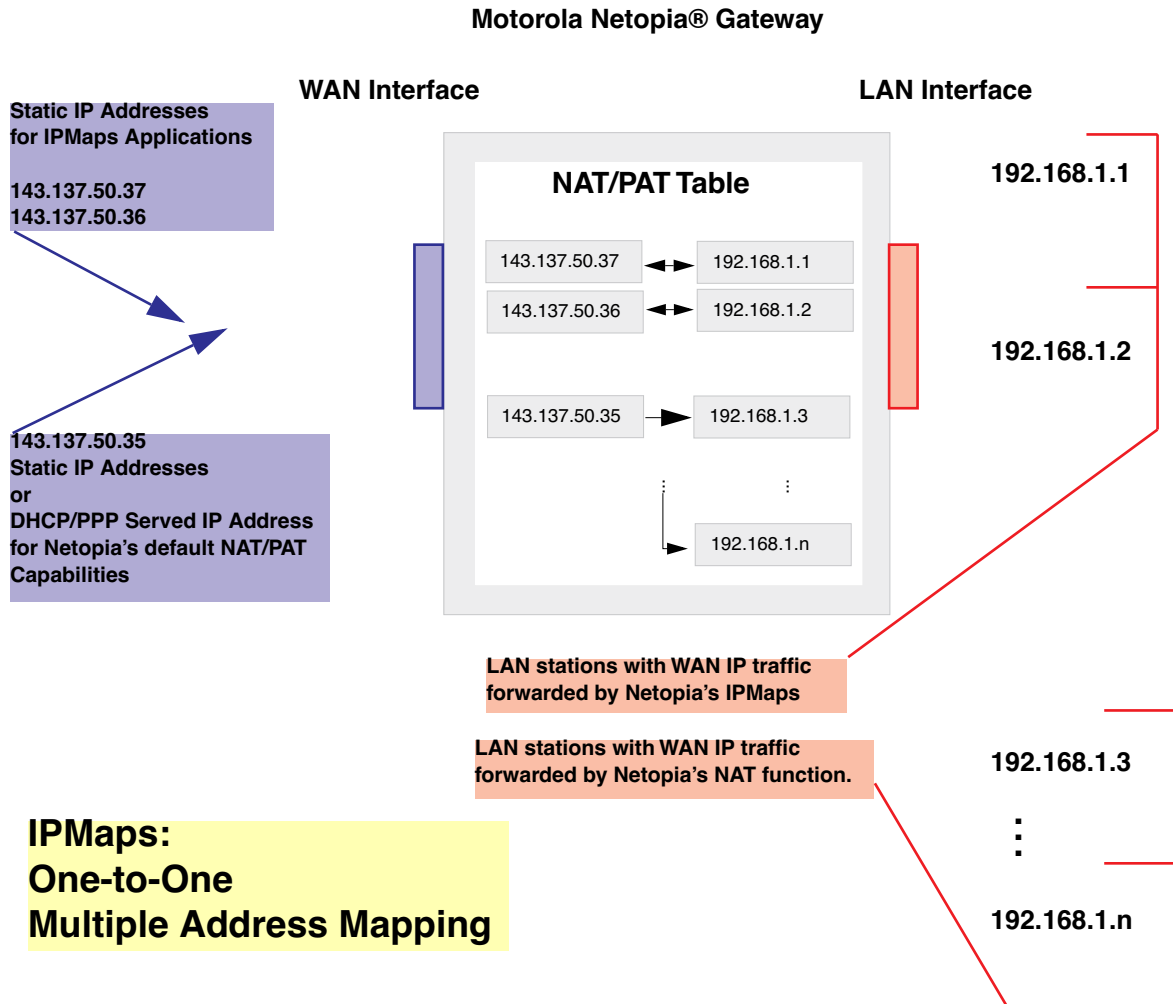 Motorola Netopia® Gateway
WAN Interface
LAN Interface
Static IP Addresses
for IPMaps Applications
143.137.50.37
143.137.50.36
NAT/PAT Table
143.137.50.37
192.168.1.1
143.137.50.36
192.168.1.2
143.137.50.35
192.168.1.3
...
...
192.168.1.n
192.168.1.1
192.168.1.2
143.137.50.35
Static IP Addresses
or
DHCP/PPP Served IP Address
for Netopia's default NAT/PAT
Capabilities
LAN stations with WAN IP traffic
forwarded by Netopia's IPMaps
LAN stations with WAN IP traffic
forwarded by Netopia's NAT function.
192.168.1.3
⋮
192.168.1.n
IPMaps:
One-to-One
Multiple Address Mapping